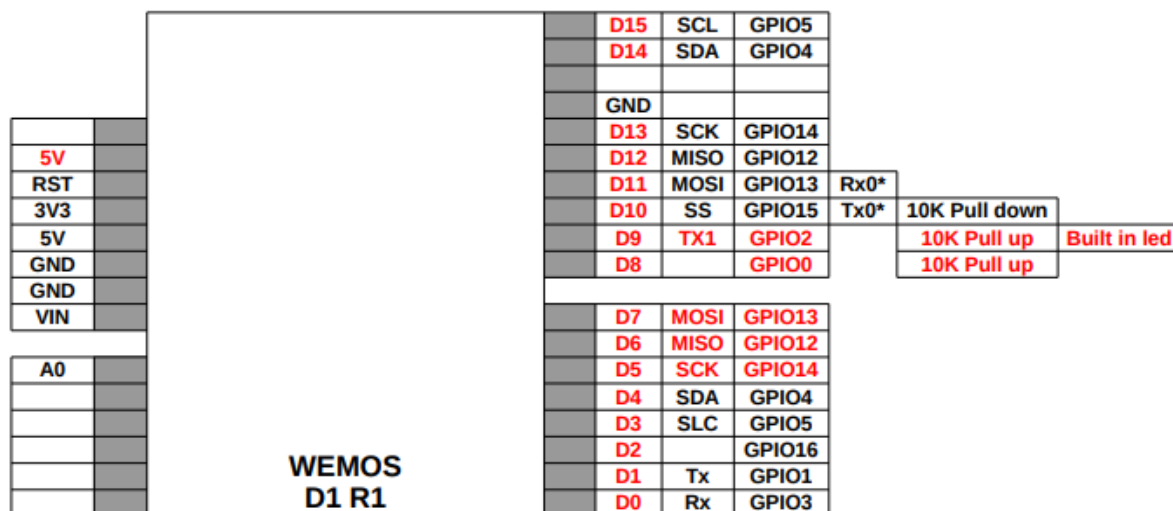 D15 SCL GPIO5
D14 SDA GPIO4
GND
D13 SCK GPIO14
5V D12 MISO GPIO12
RST D11 MOSI GPIO13 Rx0*
3V3 D10 SS GPIO15 Tx0* 10K Pull down
5V D9 TX1 GPIO2 10K Pull up Built in led
GND D8 GPIO0 10K Pull up
GND
VIN D7 MOSI GPIO13
D6 MISO GPIO12
A0 D5 SCK GPIO14
D4 SDA GPIO4
D3 SLC GPIO5
D2 GPIO16
WEMOS D1 Tx GPIO1
D1 R1 D0 Rx GPIO3